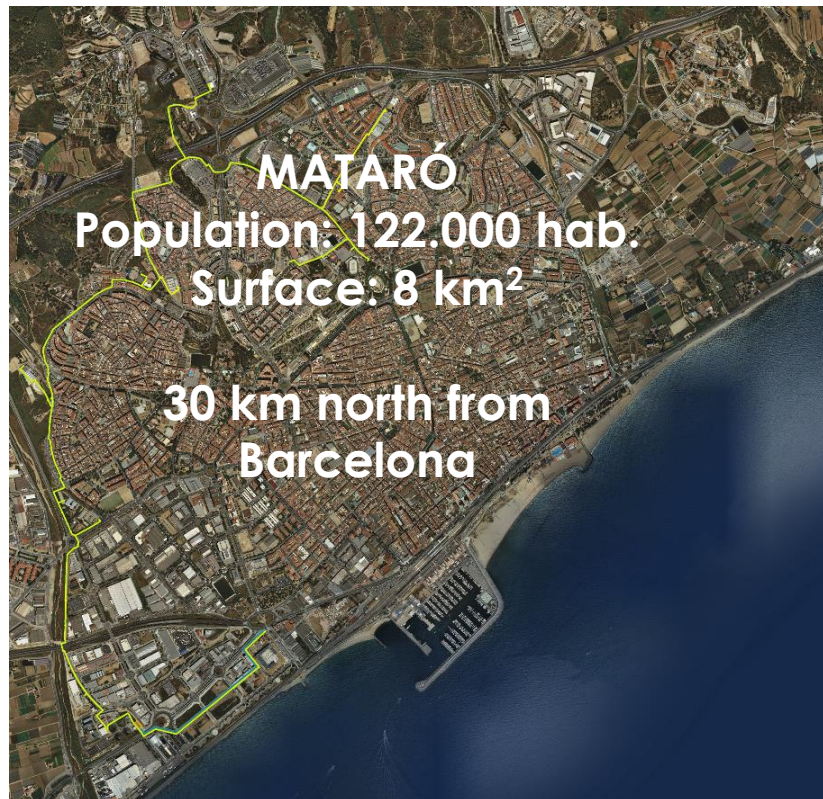 MATARÓ
Population: 122.000 hab.
Surface: 8 km²
30 km north from
Barcelona